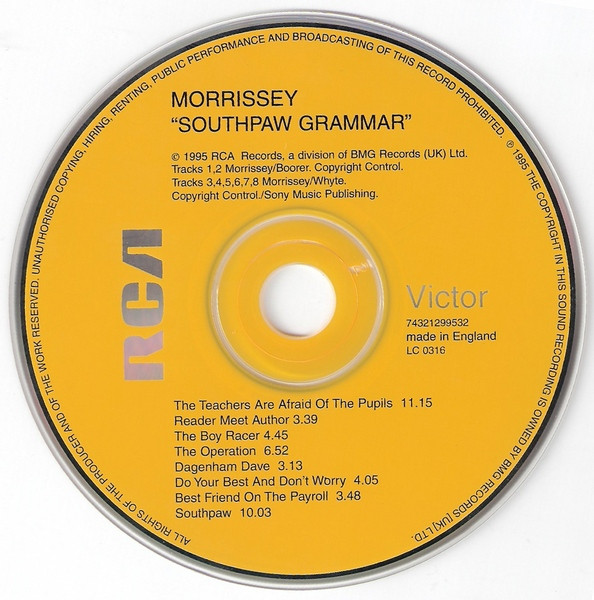 ALL RIGHTS OF THE PRODUCER AND OF THE WORK RESERVED. UNAUTHORISED COPYING, HIRING, RENTING, PUBLIC PERFORMANCE AND BROADCASTING OF THIS RECORD PROHIBITED. ℗ 1995 THE COPYRIGHT IN THIS SOUND RECORDING IS OWNED BY BMG RECORDS [UK] LTD.
MORRISSEY
“SOUTHPAW GRAMMAR”
© 1995 RCA Records, a division of BMG Records (UK) Ltd.
Tracks 1,2 Morrissey/Boorer. Copyright Control.
Tracks 3,4,5,6,7,8 Morrissey/Whyte.
Copyright Control./Sony Music Publishing.
RCA
Victor
74321299532
made in England
LC 0316
The Teachers Are Afraid Of The Pupils 11.15
Reader Meet Author 3.39
The Boy Racer 4.45
The Operation 6.52
Dagenham Dave 3.13
Do Your Best And Don't Worry 4.05
Best Friend On The Payroll 3.48
Southpaw 10.03